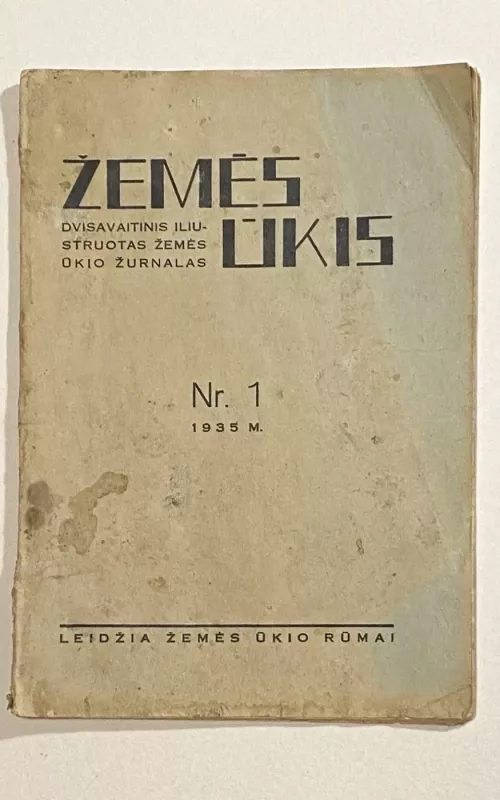 ŽEMĖS
DVISAVAITINIS ILIU-
STRUOTAS ŽEMĖS
ŪKIO ŽURNALAS
ŪKIS
Nr. 1
1935 M.
LEIDŽIA ŽEMĖS ŪKIO RŪMAI